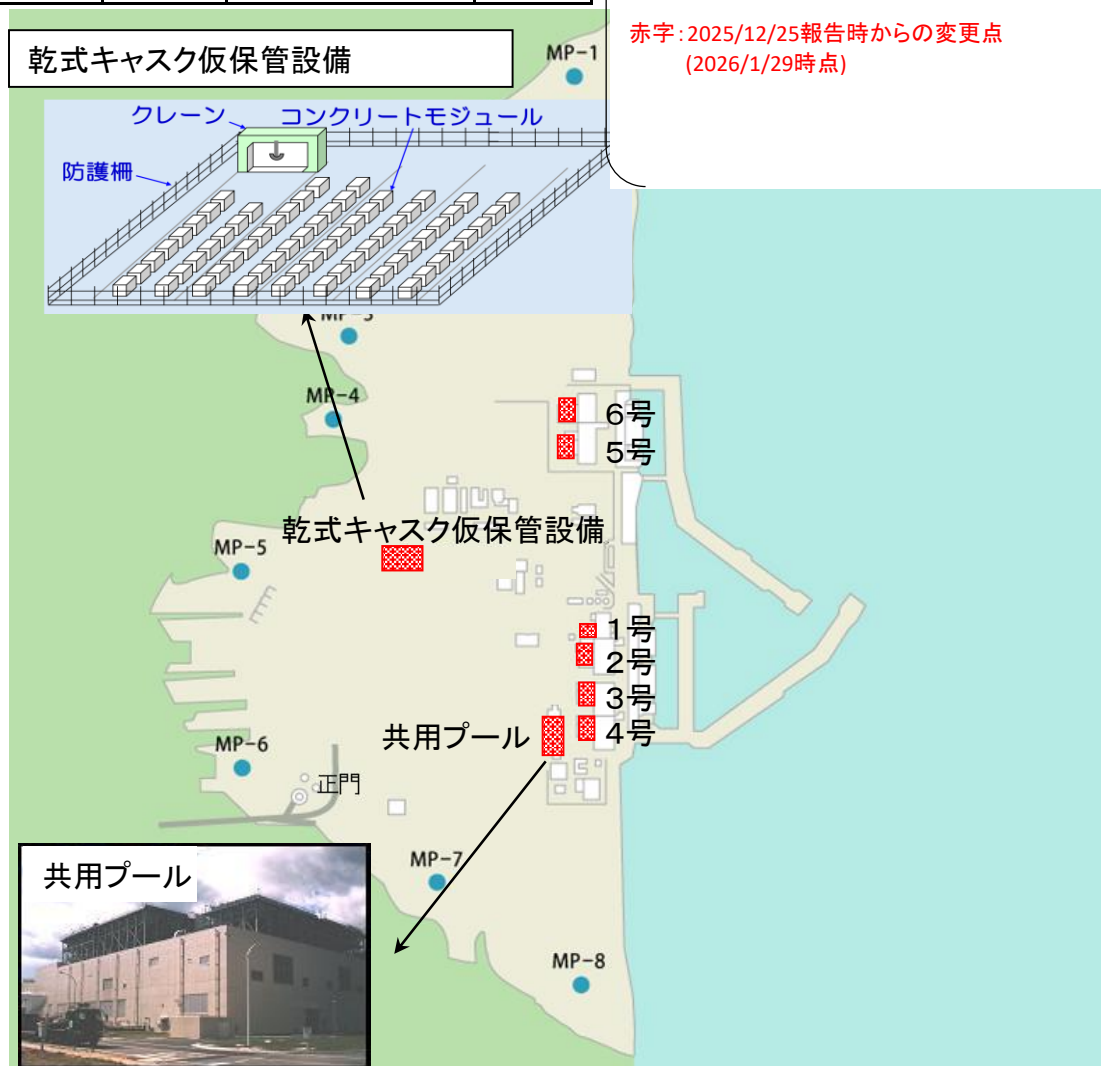 赤字：2025/12/25報告時からの変更点
(2026/1/29時点)
乾式キャスク仮保管設備
MP-1
クレーン
コンクリートモジュール
防護柵
MP-3
MP-4
6号
5号
乾式キャスク仮保管設備
MP-5
1号
2号
3号
共用プール
4号
MP-6
正門
共用プール
MP-7
MP-8